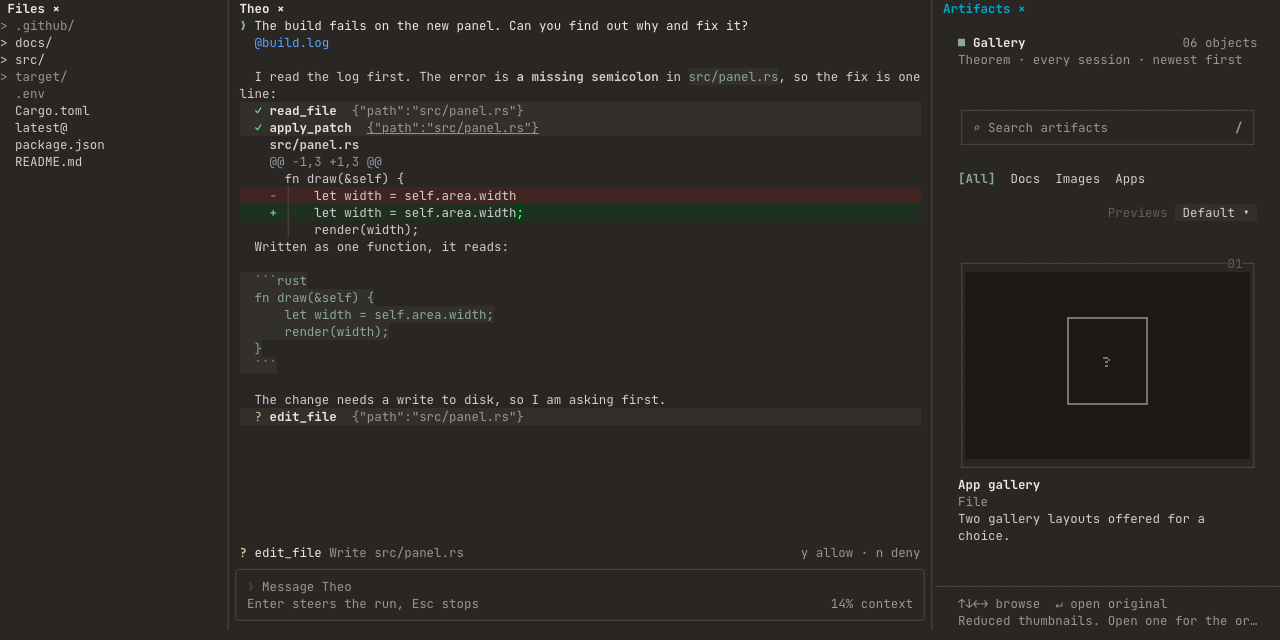 Files ×
> .github/
> docs/
> src/
> target/
.env
Cargo.toml
latest@
package.json
README.md
Theo ×
❯ The build fails on the new panel. Can you find out why and fix it?
@build.log
I read the log first. The error is a missing semicolon in src/panel.rs, so the fix is one
line:
✓ read_file {"path":"src/panel.rs"}
✓ apply_patch {"path":"src/panel.rs"}
src/panel.rs
@@ -1,3 +1,3 @@
fn draw(&self) {
- let width = self.area.width
+ let width = self.area.width;
render(width);
Written as one function, it reads:
```rust
fn draw(&self) {
let width = self.area.width;
render(width);
}
```
The change needs a write to disk, so I am asking first.
? edit_file {"path":"src/panel.rs"}
? edit_file Write src/panel.rs y allow · n deny
❯ Message Theo
Enter steers the run, Esc stops 14% context
Artifacts ×
■ Gallery 06 objects
Theorem · every session · newest first
⌕ Search artifacts /
[All] Docs Images Apps
Previews Default ▾
01
App gallery
File
Two gallery layouts offered for a
choice.
↑↓←→ browse ↵ open original
Reduced thumbnails. Open one for the or…